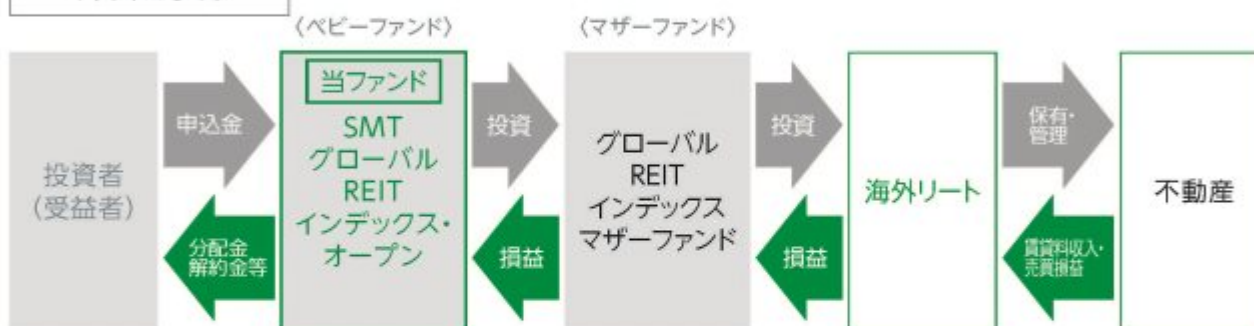 〈ベビーファンド〉
〈マザーファンド〉
投資者
(受益者)
申込金
分配金
解約金等
当ファンド
SMT
グローバル
REIT
インデックス・
オープン
投資
損益
グローバル
REIT
インデックス
マザーファンド
投資
損益
海外リート
保有・
管理
賃貸料収入・
売買損益
不動産